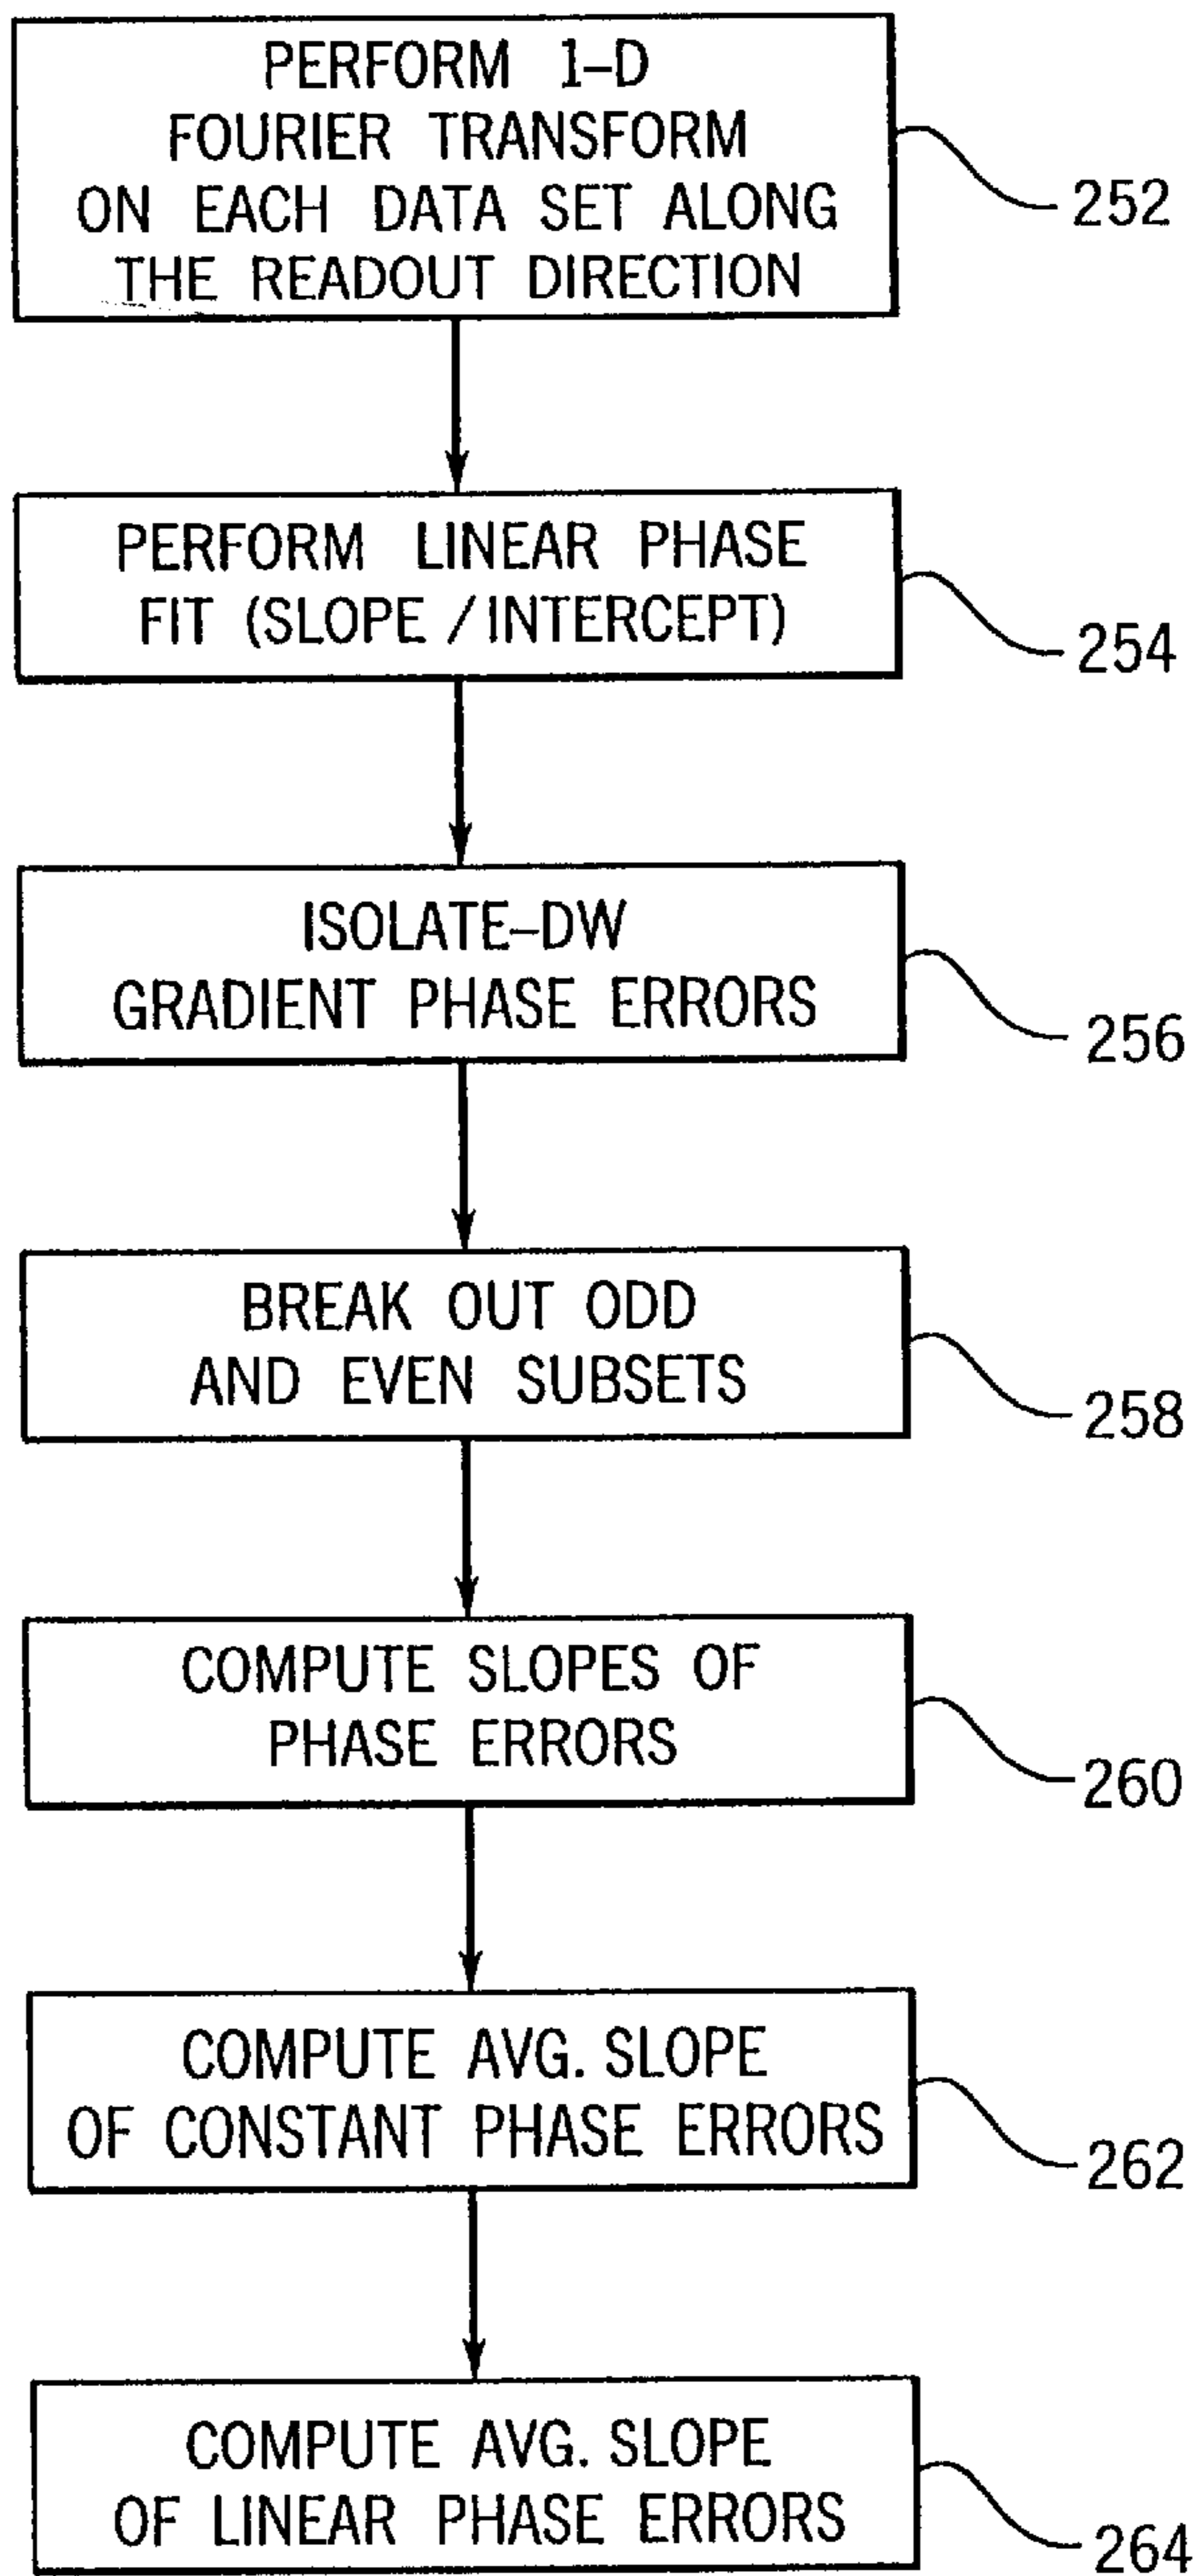 PERFORM 1-D
FOURIER TRANSFORM
ON EACH DATA SET ALONG
THE READOUT DIRECTION
252
PERFORM LINEAR PHASE
FIT (SLOPE / INTERCEPT)
254
ISOLATE-DW
GRADIENT PHASE ERRORS
256
BREAK OUT ODD
AND EVEN SUBSETS
258
COMPUTE SLOPES OF
PHASE ERRORS
260
COMPUTE AVG. SLOPE
OF CONSTANT PHASE ERRORS
262
COMPUTE AVG. SLOPE
OF LINEAR PHASE ERRORS
264